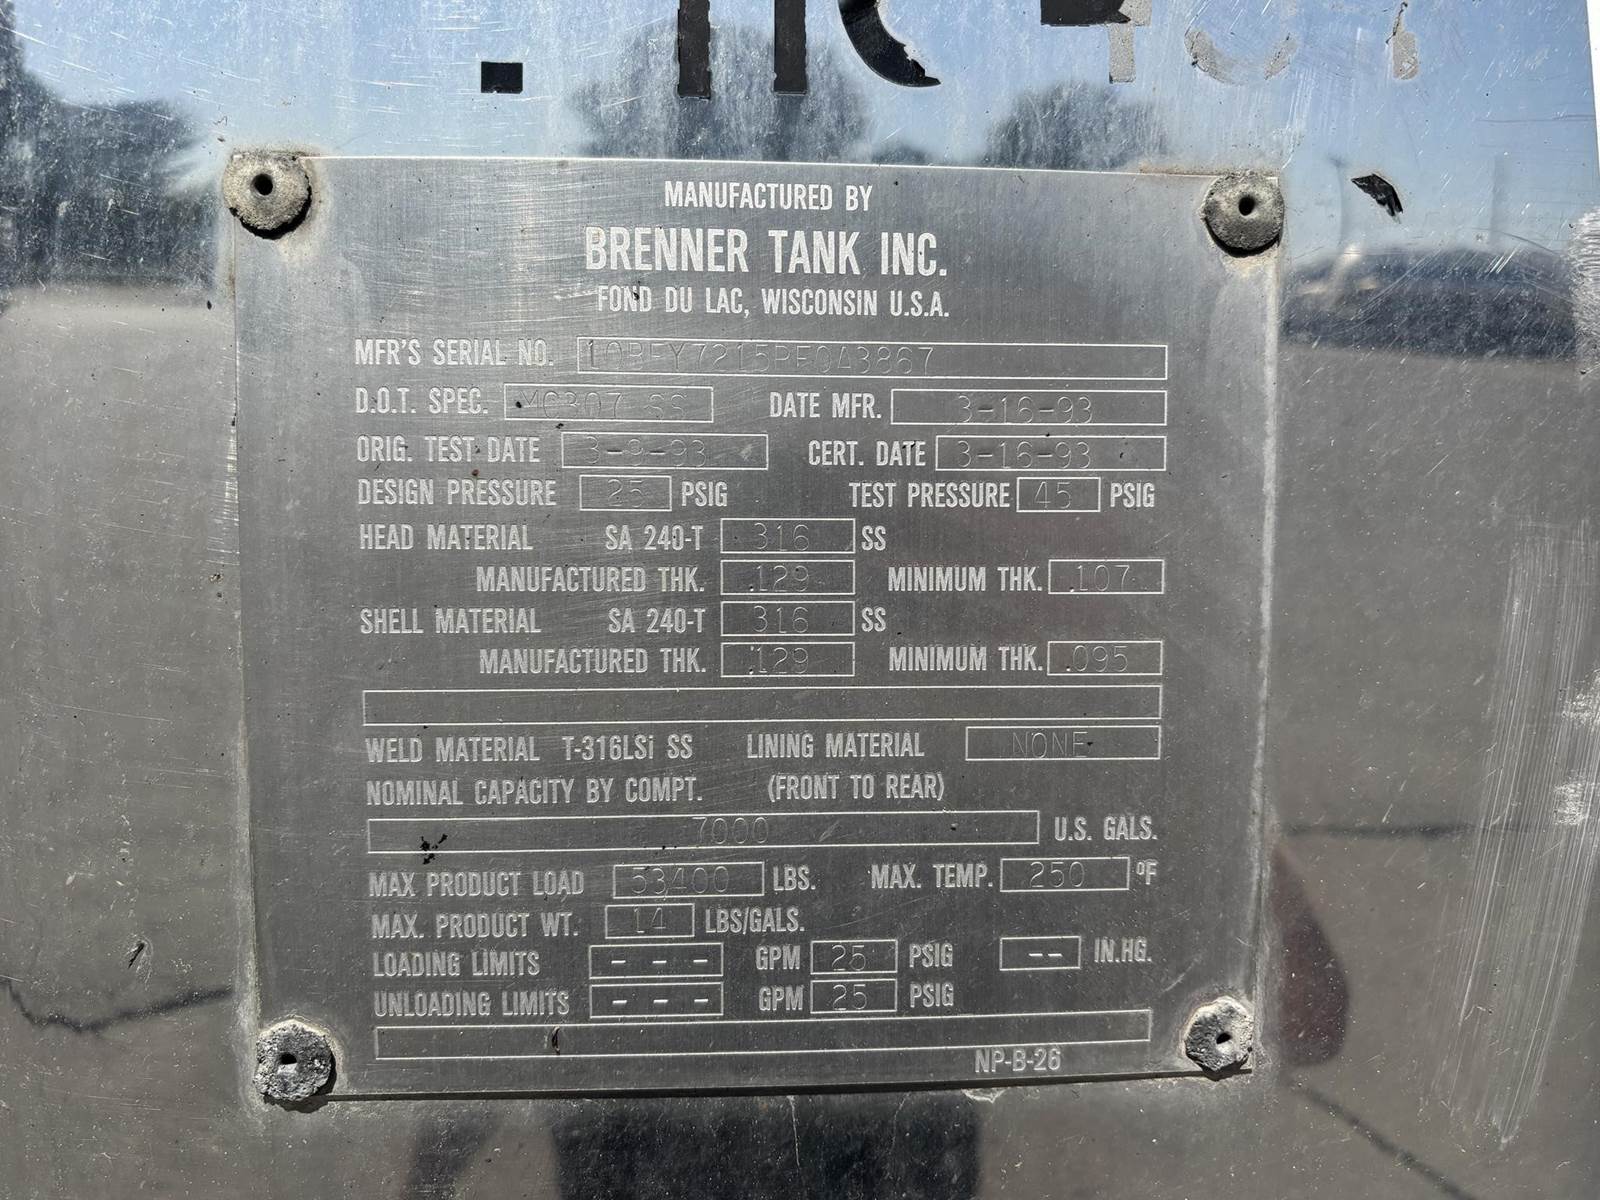 MANUFACTURED BY
BRENNER TANK INC.
FOND DU LAC, WISCONSIN U.S.A.
MFR'S SERIAL NO. 10BFY7215PF0A3867
D.O.T. SPEC. MC307 SS DATE MFR. 3-16-93
ORIG. TEST DATE 3-9-93 CERT. DATE 3-16-93
DESIGN PRESSURE 25 PSIG TEST PRESSURE 45 PSIG
HEAD MATERIAL SA 240-T 316 SS
MANUFACTURED THK. .129 MINIMUM THK. .107
SHELL MATERIAL SA 240-T 316 SS
MANUFACTURED THK. .129 MINIMUM THK. .095
WELD MATERIAL T-316LSi SS LINING MATERIAL NONE
NOMINAL CAPACITY BY COMPT. (FRONT TO REAR)
7000 U.S. GALS.
MAX PRODUCT LOAD 53400 LBS. MAX. TEMP. 250 °F
MAX. PRODUCT WT. 14 LBS/GALS.
LOADING LIMITS - - - GPM 25 PSIG -- IN.HG.
UNLOADING LIMITS - - - GPM 25 PSIG
NP-B-26